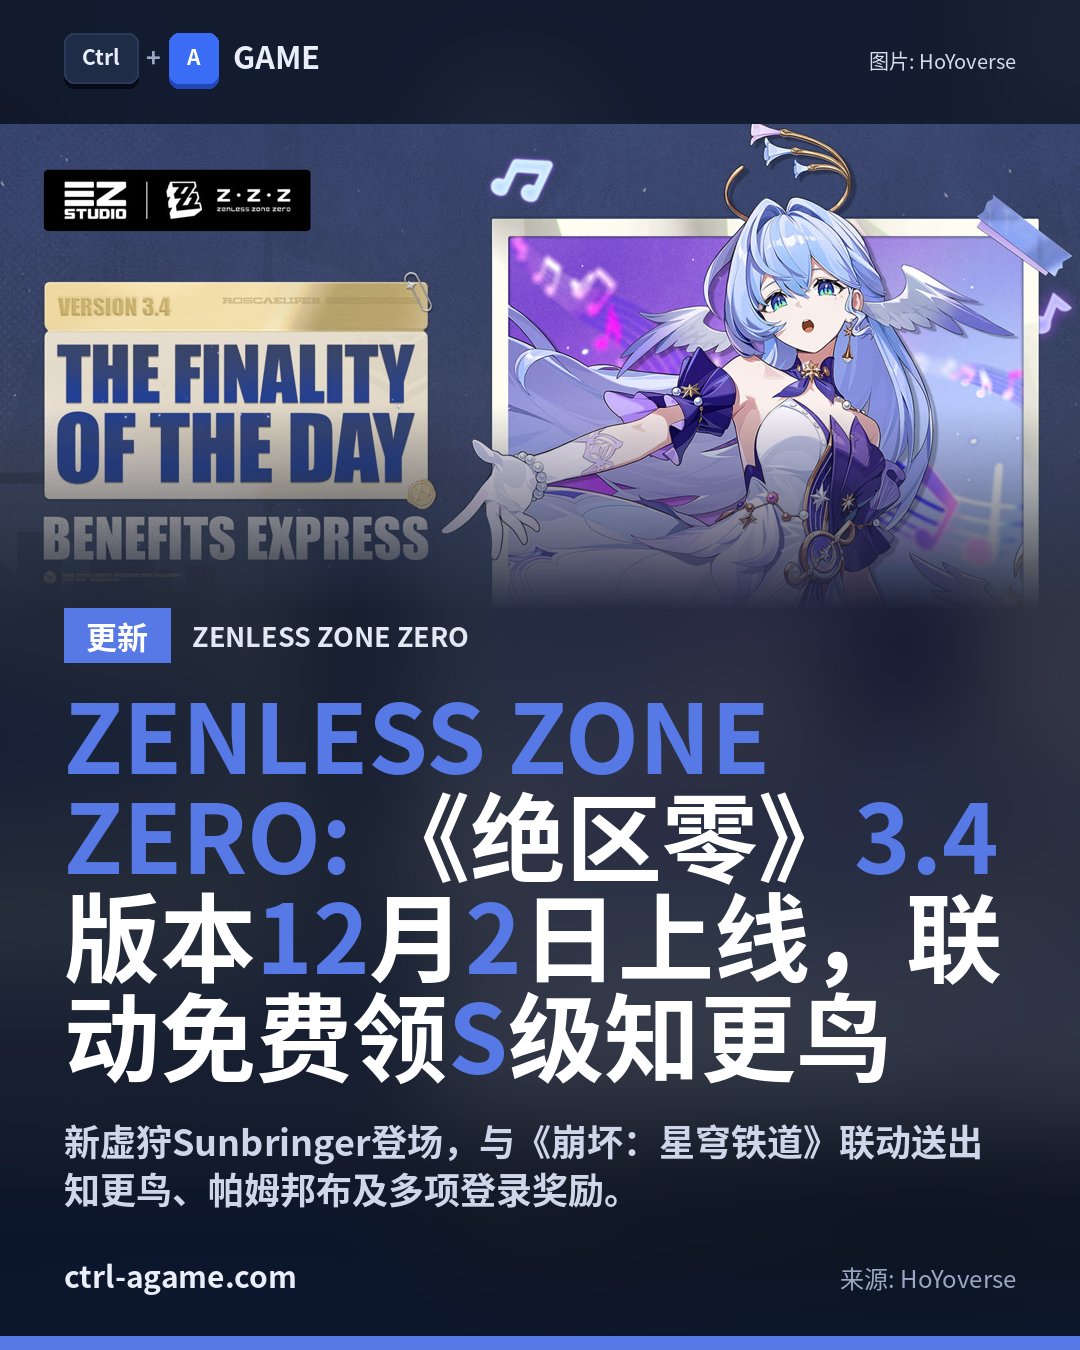 Ctrl + A GAME
图片: HoYoverse
EZ STUDIO
Z·Z·Z
zenless zone zero
VERSION 3.4
THE FINALITY
OF THE DAY
BENEFITS EXPRESS
更新 ZENLESS ZONE ZERO
ZENLESS ZONE
ZERO: 《绝区零》3.4
版本12月2日上线，联
动免费领S级知更鸟
新虚狩Sunbringer登场，与《崩坏：星穹铁道》联动送出
知更鸟、帕姆邦布及多项登录奖励。
ctrl-agame.com
来源: HoYoverse